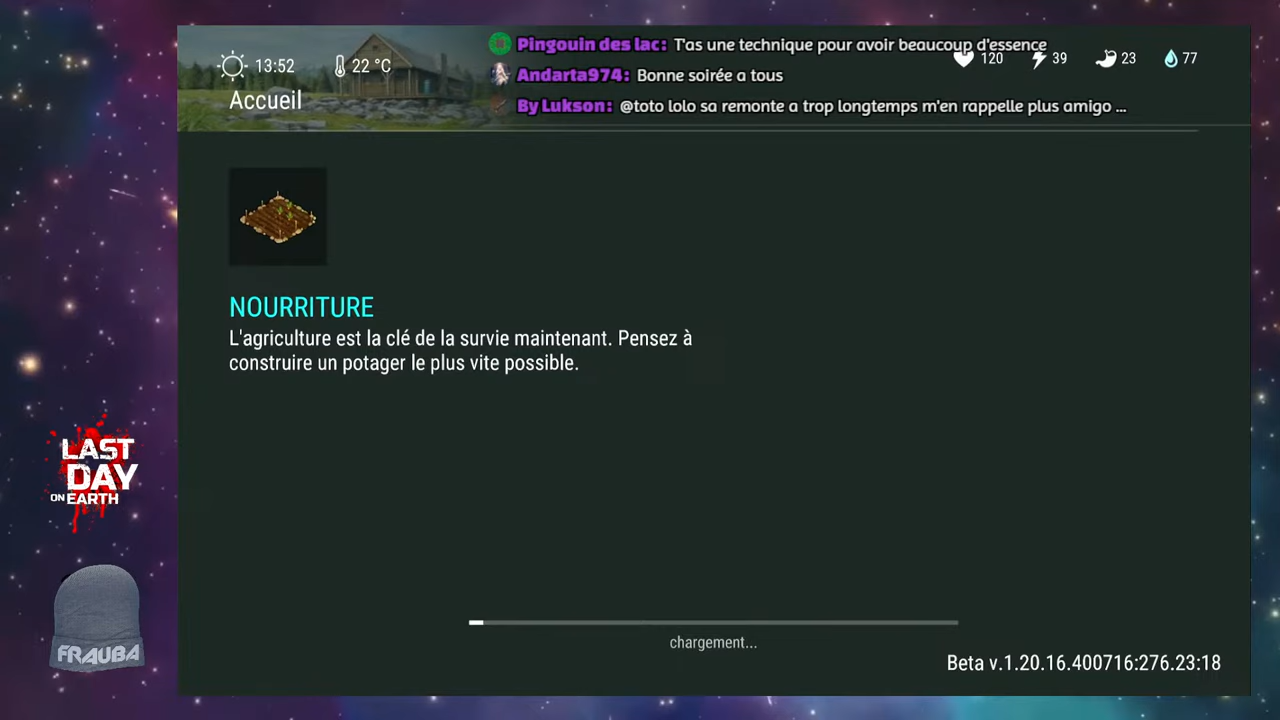 13:52
22 °C
Accueil
Pingouin des lac: T'as une technique pour avoir beaucoup d'essence
Andarta974: Bonne soirée a tous
By Lukson: @toto lolo sa remonte a trop longtemps m'en rappelle plus amigo ...
120
39
23
77
NOURRITURE
L'agriculture est la clé de la survie maintenant. Pensez à
construire un potager le plus vite possible.
LAST
DAY
ON EARTH
FRAUBA
chargement...
Beta v.1.20.16.400716:276.23:18